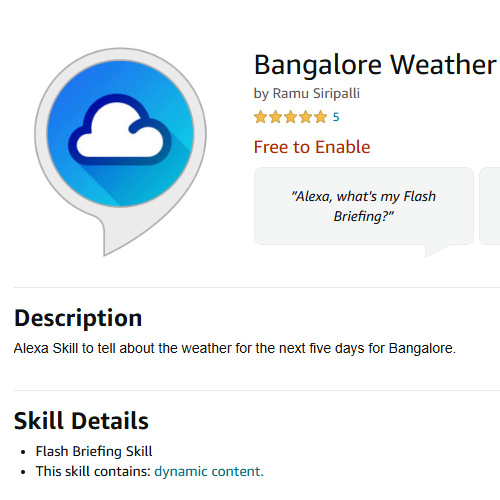 Bangalore Weather
by Ramu Siripalli
5
Free to Enable
"Alexa, what's my Flash
Briefing?"
Description
Alexa Skill to tell about the weather for the next five days for Bangalore.
Skill Details
• Flash Briefing Skill
• This skill contains: dynamic content.